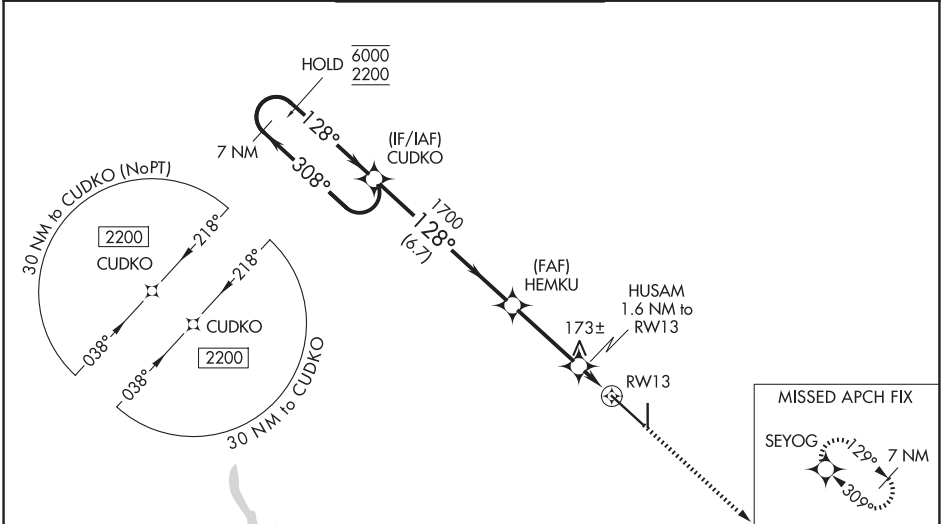 HOLD 6000
2200
128°
7 NM
308°
(IF/IAF)
CUDKO
30 NM to CUDKO (NoPT)
2200
CUDKO
218°
038°
218°
CUDKO
2200
038°
30 NM to CUDKO
1700
128°
(6.7)
(FAF)
HEMKU
HUSAM
1.6 NM to
RW13
173±
RW13
MISSED APCH FIX
SEYOG
129°
7 NM
309°